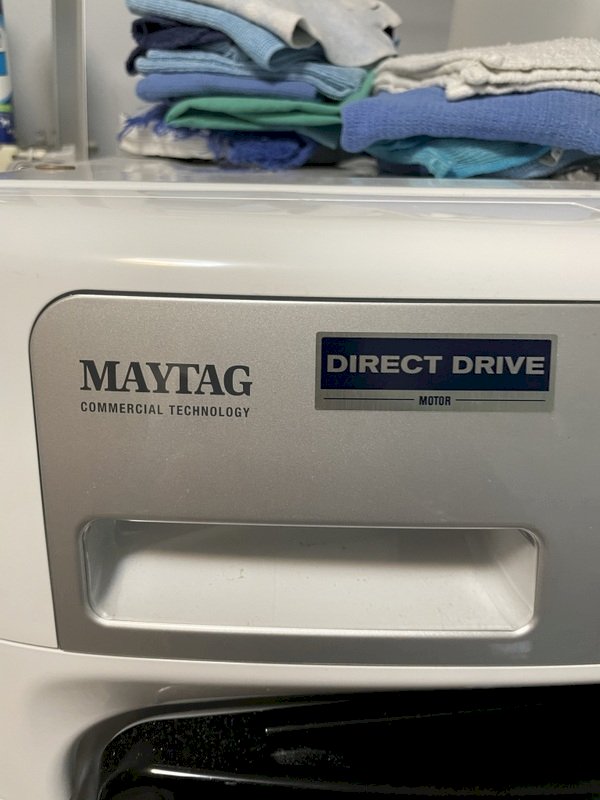 MAYTAG
COMMERCIAL TECHNOLOGY
DIRECT DRIVE
MOTOR